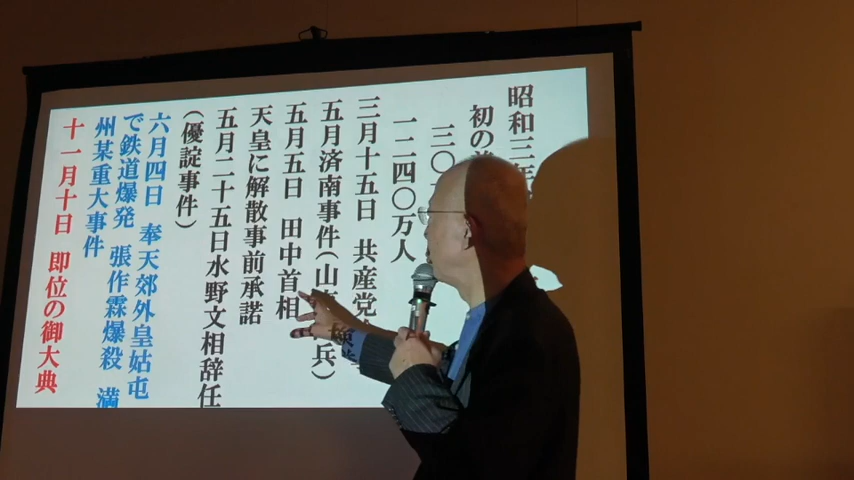 昭和三年
初の
三〇
一一二四〇万人
三月十五日 共産党
五月済南事件(山 兵)
五月五日 田中首相
天皇に解散事前承諾
五月二十五日水野文相辞任
(優諚事件)
六月四日 奉天郊外皇姑屯
で鉄道爆発 張作霖爆殺 満
州某重大事件
十一月十日 即位の御大典